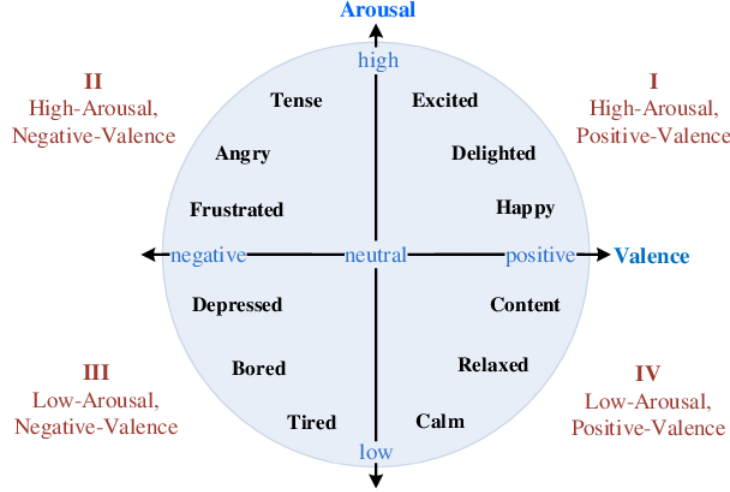 Arousal
high
II
High-Arousal,
Negative-Valence
I
High-Arousal,
Positive-Valence
Tense
Excited
Angry
Delighted
Frustrated
Happy
negative
neutral
positive
Valence
Depressed
Content
Bored
Relaxed
Tired
Calm
III
Low-Arousal,
Negative-Valence
IV
Low-Arousal,
Positive-Valence
low